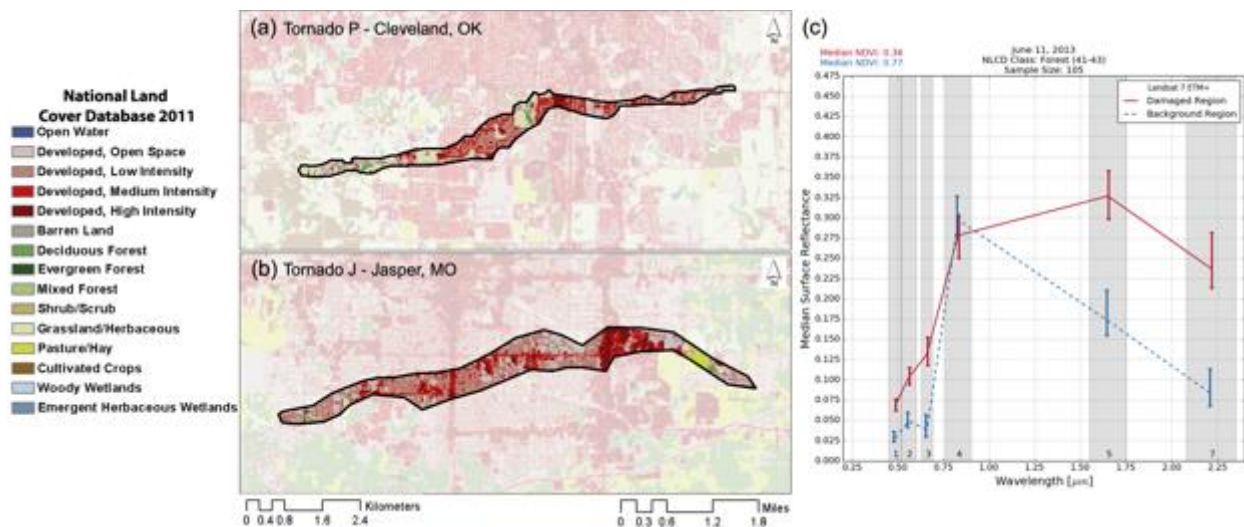 National Land
Cover Database 2011
Open Water
Developed, Open Space
Developed, Low Intensity
Developed, Medium Intensity
Developed, High Intensity
Barren Land
Deciduous Forest
Evergreen Forest
Mixed Forest
Shrub/Scrub
Grassland/Herbaceous
Pasture/Hay
Cultivated Crops
Woody Wetlands
Emergent Herbaceous Wetlands
(a) Tornado P - Cleveland, OK
N
(b) Tornado J - Jasper, MO
N
Kilometers
0 0.4 0.8 1.6 2.4
Miles
0 0.3 0.6 1.2 1.8
(c)
Median NDVI: 0.36
Median NDVI: 0.77
June 11, 2013
NLCD Class: Forest (41-43)
Sample Size: 105
Landsat 7 ETM+
Damaged Region
Background Region
Median Surface Reflectance
0.475
0.450
0.425
0.400
0.375
0.350
0.325
0.300
0.275
0.250
0.225
0.200
0.175
0.150
0.125
0.100
0.075
0.050
0.025
0.000
1 2 3 4 5 7
0.25 0.50 0.75 1.00 1.25 1.50 1.75 2.00 2.25
Wavelength [μm]